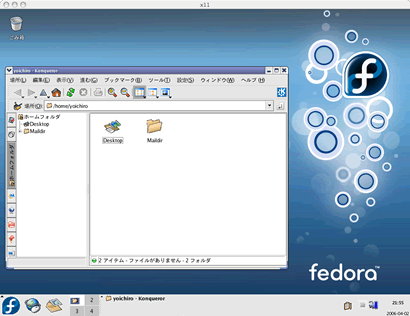 x11
ごみ箱
yoichiro - Konqueror
場所(L) 編集(E) 表示(V) 進む(G) ブックマーク(B) ツール(T) 設定(S) ウィンドウ(W) ヘルプ(H)
場所(O): /home/yoichiro
ホームフォルダ
Desktop
Maildir
Desktop
Maildir
2 アイテム - ファイルがありません - 2 フォルダ
fedora
yoichiro - Konqueror
2
3 4
21:55
2006-04-02